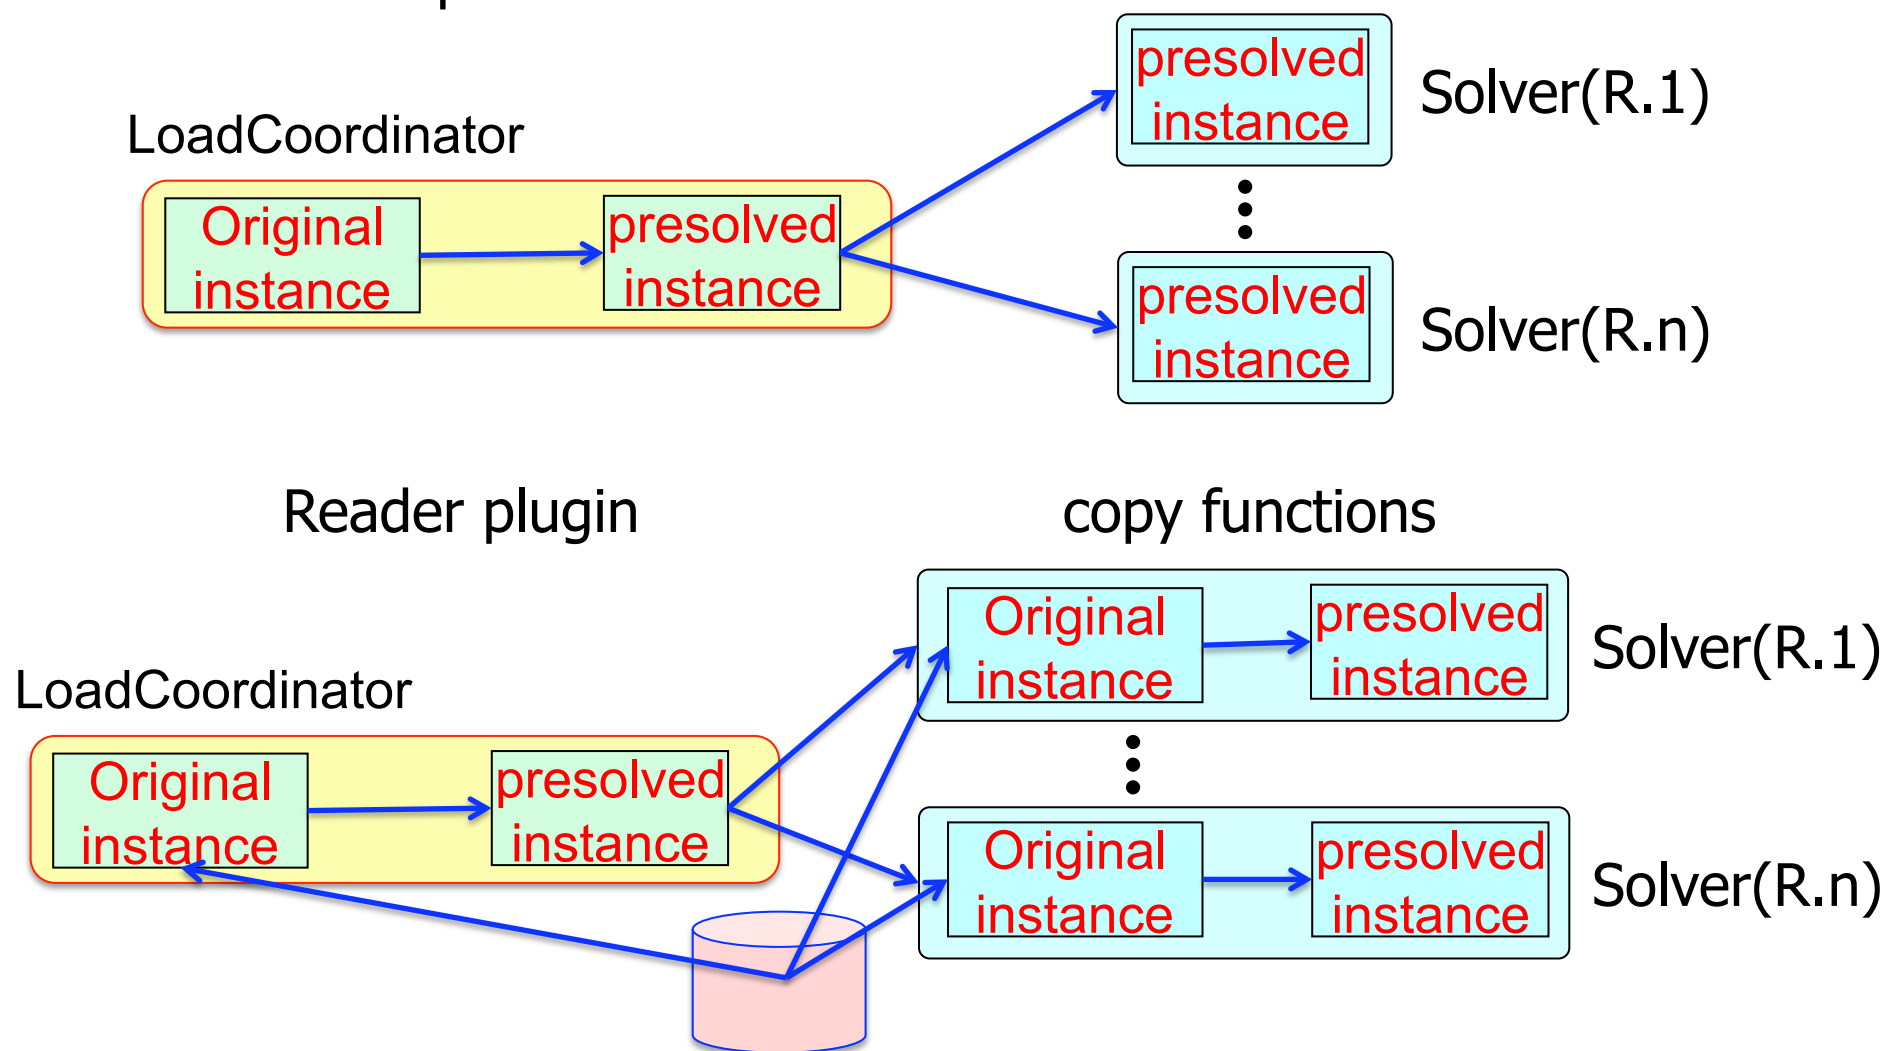 LoadCoordinator
Original
instance
presolved
instance
presolved
instance
Solver(R.1)
presolved
instance
Solver(R.n)
Reader plugin
copy functions
LoadCoordinator
Original
instance
presolved
instance
Original
instance
presolved
instance
Solver(R.1)
Original
instance
presolved
instance
Solver(R.n)